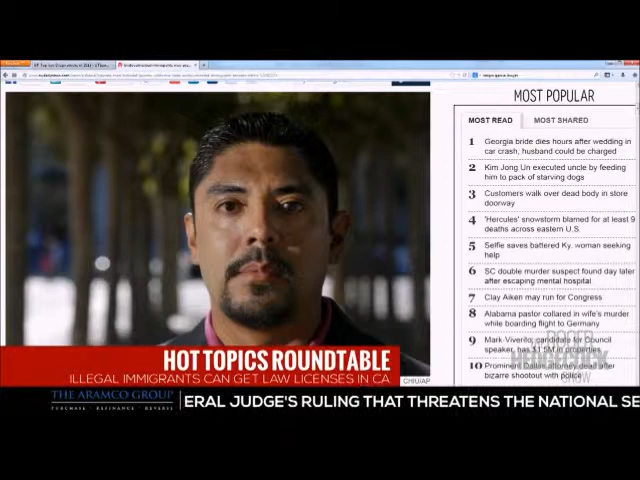 MOST POPULAR
MOST READ
MOST SHARED
1 Georgia bride dies hours after wedding in
car crash, husband could be charged
2 Kim Jong Un executed uncle by feeding
him to pack of starving dogs
3 Customers walk over dead body in store
doorway
4 'Hercules' snowstorm blamed for at least 9
deaths across eastern U.S.
5 Selfie saves battered Ky. woman seeking
help
6 SC double murder suspect found day later
after escaping mental hospital
7 Clay Aiken may run for Congress
8 Alabama pastor collared in wife's murder
while boarding flight to Germany
9 Mark-Viverito, candidate for Council
speaker, has $1.5M in
10 Prominent attorney dead after
bizarre shootout with police
ROGER
HEDGECOCK
SHOW
CHIU/AP
HOT TOPICS ROUNDTABLE
ILLEGAL IMMIGRANTS CAN GET LAW LICENSES IN CA
THE ARAMCO GROUP
PURCHASE · REFINANCE · REVERSE
ERAL JUDGE'S RULING THAT THREATENS THE NATIONAL SE